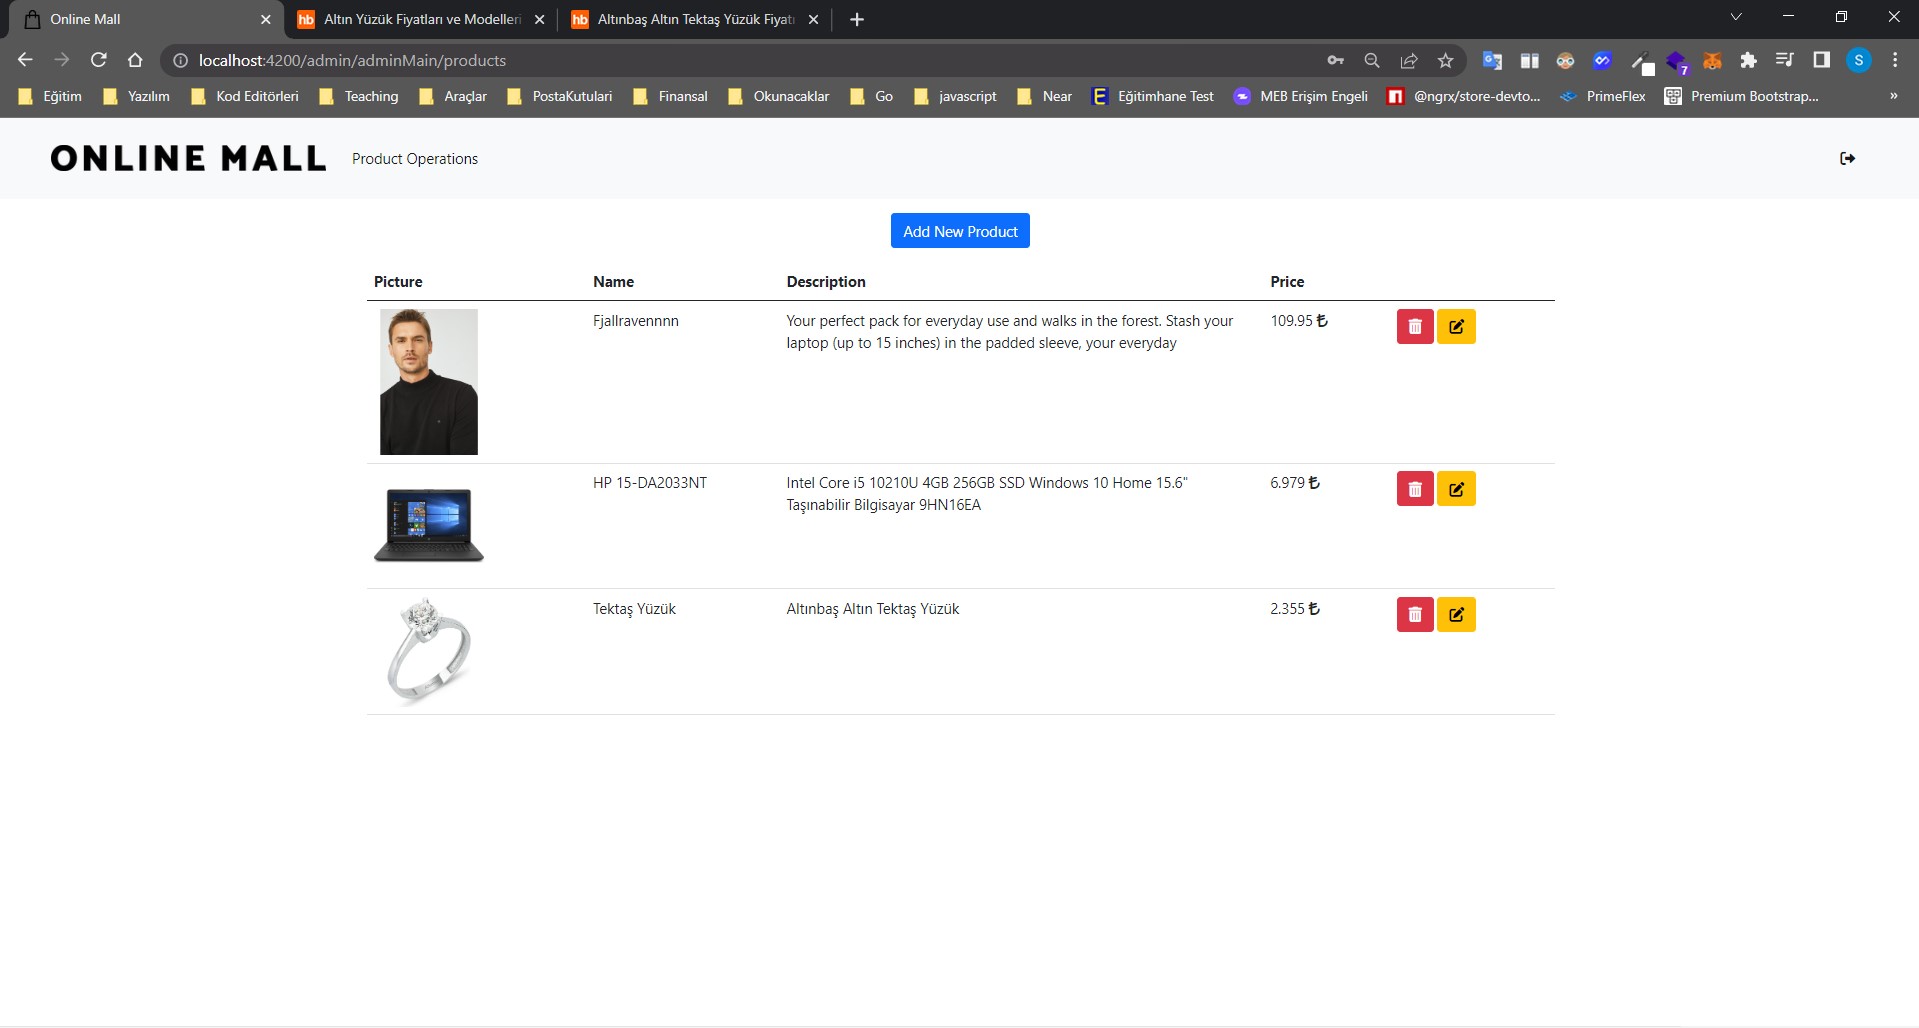 Online Mall
Altın Yüzük Fiyatları ve Modelleri
Altınbaş Altın Tektaş Yüzük Fiyatı
localhost:4200/admin/adminMain/products
7
S
Eğitim
Yazılım
Kod Editörleri
Teaching
Araçlar
PostaKutulari
Finansal
Okunacaklar
Go
javascript
Near
Eğitimhane Test
MEB Erişim Engeli
@ngrx/store-devto...
PrimeFlex
Premium Bootstrap...
»
ONLINE MALL
Product Operations
Add New Product
Picture
Name
Description
Price
Fjallravennnn
Your perfect pack for everyday use and walks in the forest. Stash your
laptop (up to 15 inches) in the padded sleeve, your everyday
109.95 ₺
HP 15-DA2033NT
Intel Core i5 10210U 4GB 256GB SSD Windows 10 Home 15.6"
Taşınabilir Bilgisayar 9HN16EA
6.979 ₺
Tektaş Yüzük
Altınbaş Altın Tektaş Yüzük
2.355 ₺